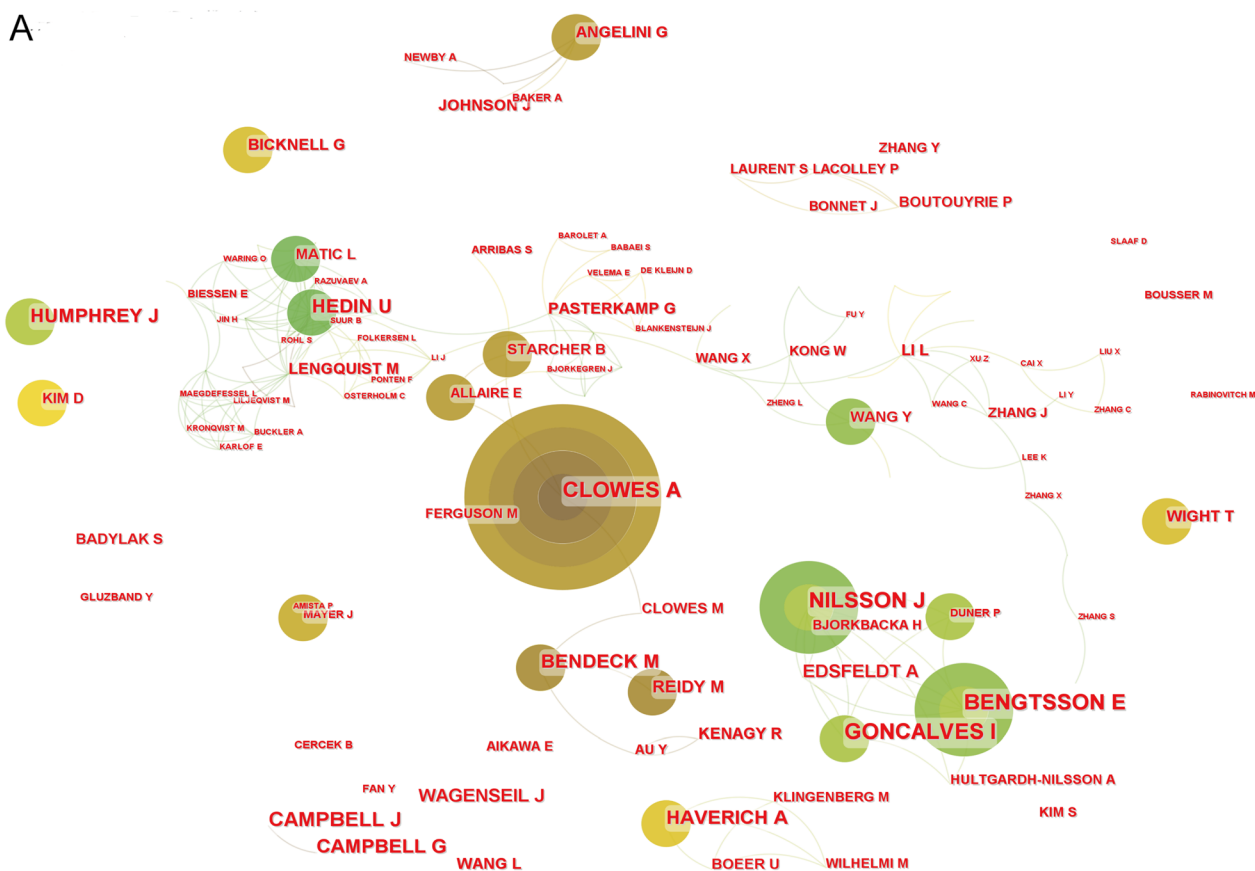 A
ANGELINI G
NEWBY A
BAKER A
JOHNSON J
BICKNELL G
ZHANG Y
LAURENT S LACOLLEY P
BONNET J
BOUTOUYRIE P
BAROLET A
SLAAF D
ARRIBAS S
BABAEI S
MATIC L
WARING O
VELEMA E
DE KLEIJN D
RAZUVAEV A
BIESSEN E
BOUSSER M
HEDIN U
PASTERKAMP G
HUMPHREY J
FU Y
JIN H
SUUR B
BLANKENSTEIJN J
FOLKERSEN L
ROHL S
STARCHER B
KONG W
LI L
LIU X
WANG X
LI J
XU Z
CAI X
LENGQUIST M
BJORKEGREN J
PONTEN F
ALLAIRE E
MAEGDEFESSEL L
OSTERHOLM C
LI Y
RABINOVITCH M
KIM D
LILJEQVIST M
ZHENG L
WANG C
ZHANG J
ZHANG C
WANG Y
KRONQVIST M
BUCKLER A
KARLOF E
LEE K
CLOWES A
ZHANG X
FERGUSON M
WIGHT T
BADYLAK S
GLUZBAND Y
NILSSON J
AMISTA P
MAYER J
CLOWES M
DUNER P
ZHANG S
BJORKBACKA H
BENDECK M
EDSFELDT A
REIDY M
BENGTSSON E
GONCALVES I
KENAGY R
CERCEK B
AIKAWA E
AU Y
HULTGARDH-NILSSON A
FAN Y
WAGENSEIL J
KLINGENBERG M
KIM S
CAMPBELL J
HAVERICH A
CAMPBELL G
WANG L
BOEER U
WILHELMI M